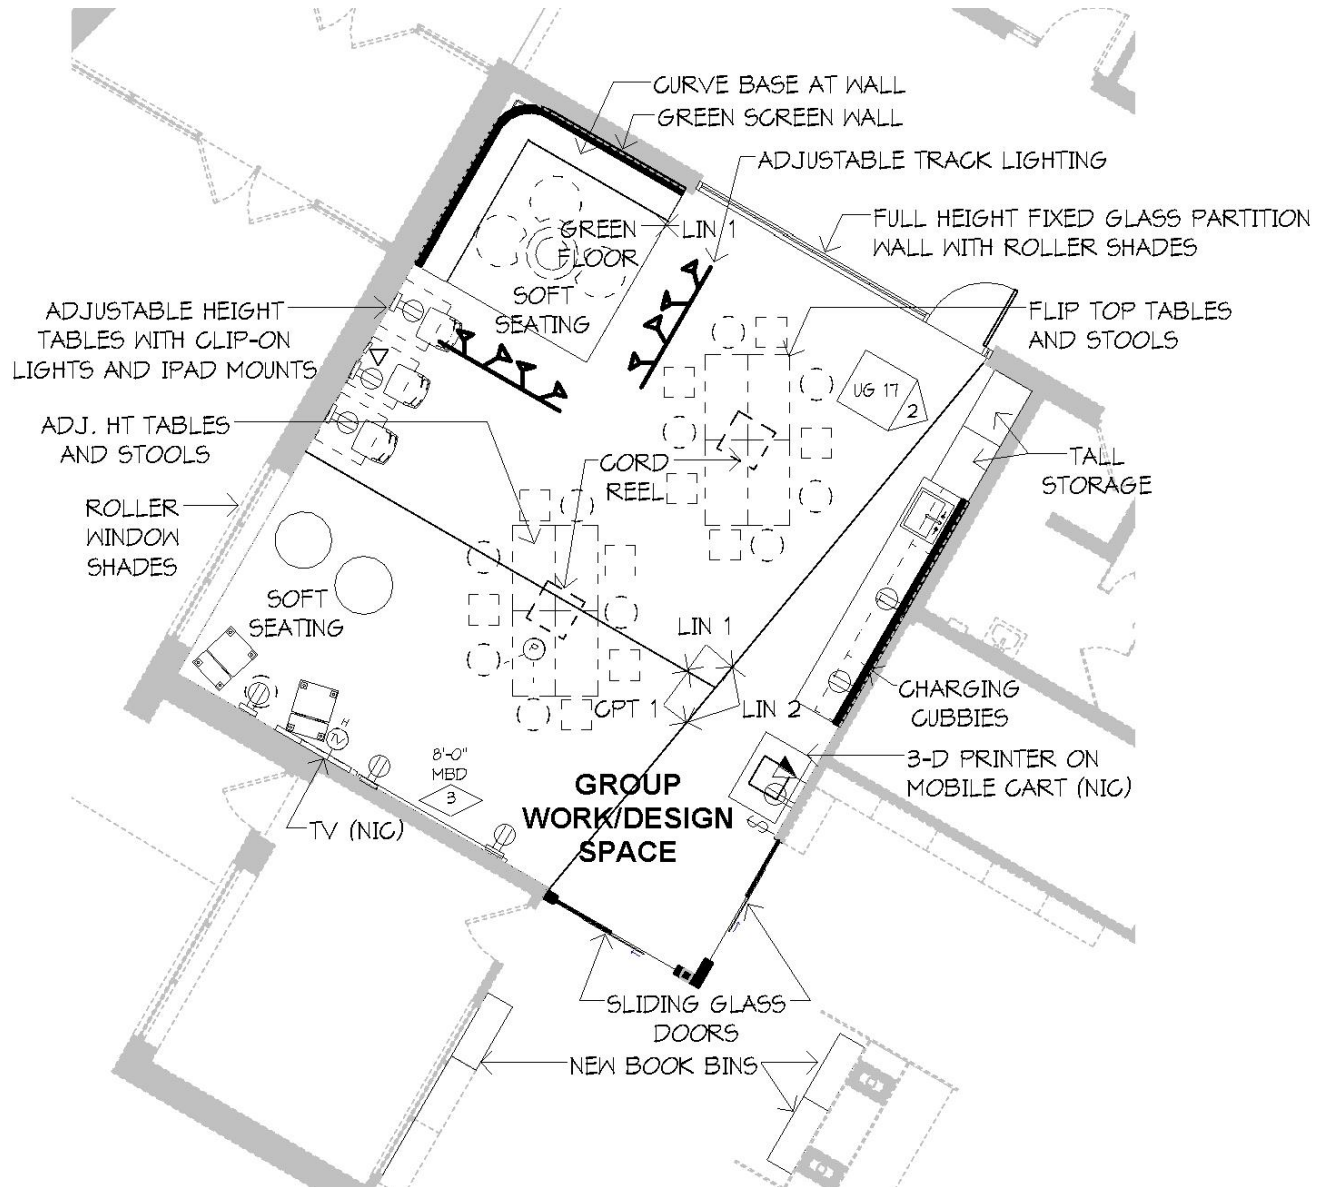 CURVE BASE AT WALL
GREEN SCREEN WALL
ADJUSTABLE TRACK LIGHTING
FULL HEIGHT FIXED GLASS PARTITION
WALL WITH ROLLER SHADES
GREEN
FLOOR
LIN 1
SOFT
SEATING
ADJUSTABLE HEIGHT
TABLES WITH CLIP-ON
LIGHTS AND IPAD MOUNTS
FLIP TOP TABLES
AND STOOLS
UG 17
2
ADJ. HT TABLES
AND STOOLS
CORD
REEL
TALL
STORAGE
ROLLER
WINDOW
SHADES
SOFT
SEATING
P
LIN 1
CPT 1
LIN 2
CHARGING
CUBBIES
H
TV
8'-0"
MBD
3
3-D PRINTER ON
MOBILE CART (NIC)
S
TV (NIC)
GROUP
WORK/DESIGN
SPACE
SLIDING GLASS
DOORS
NEW BOOK BINS